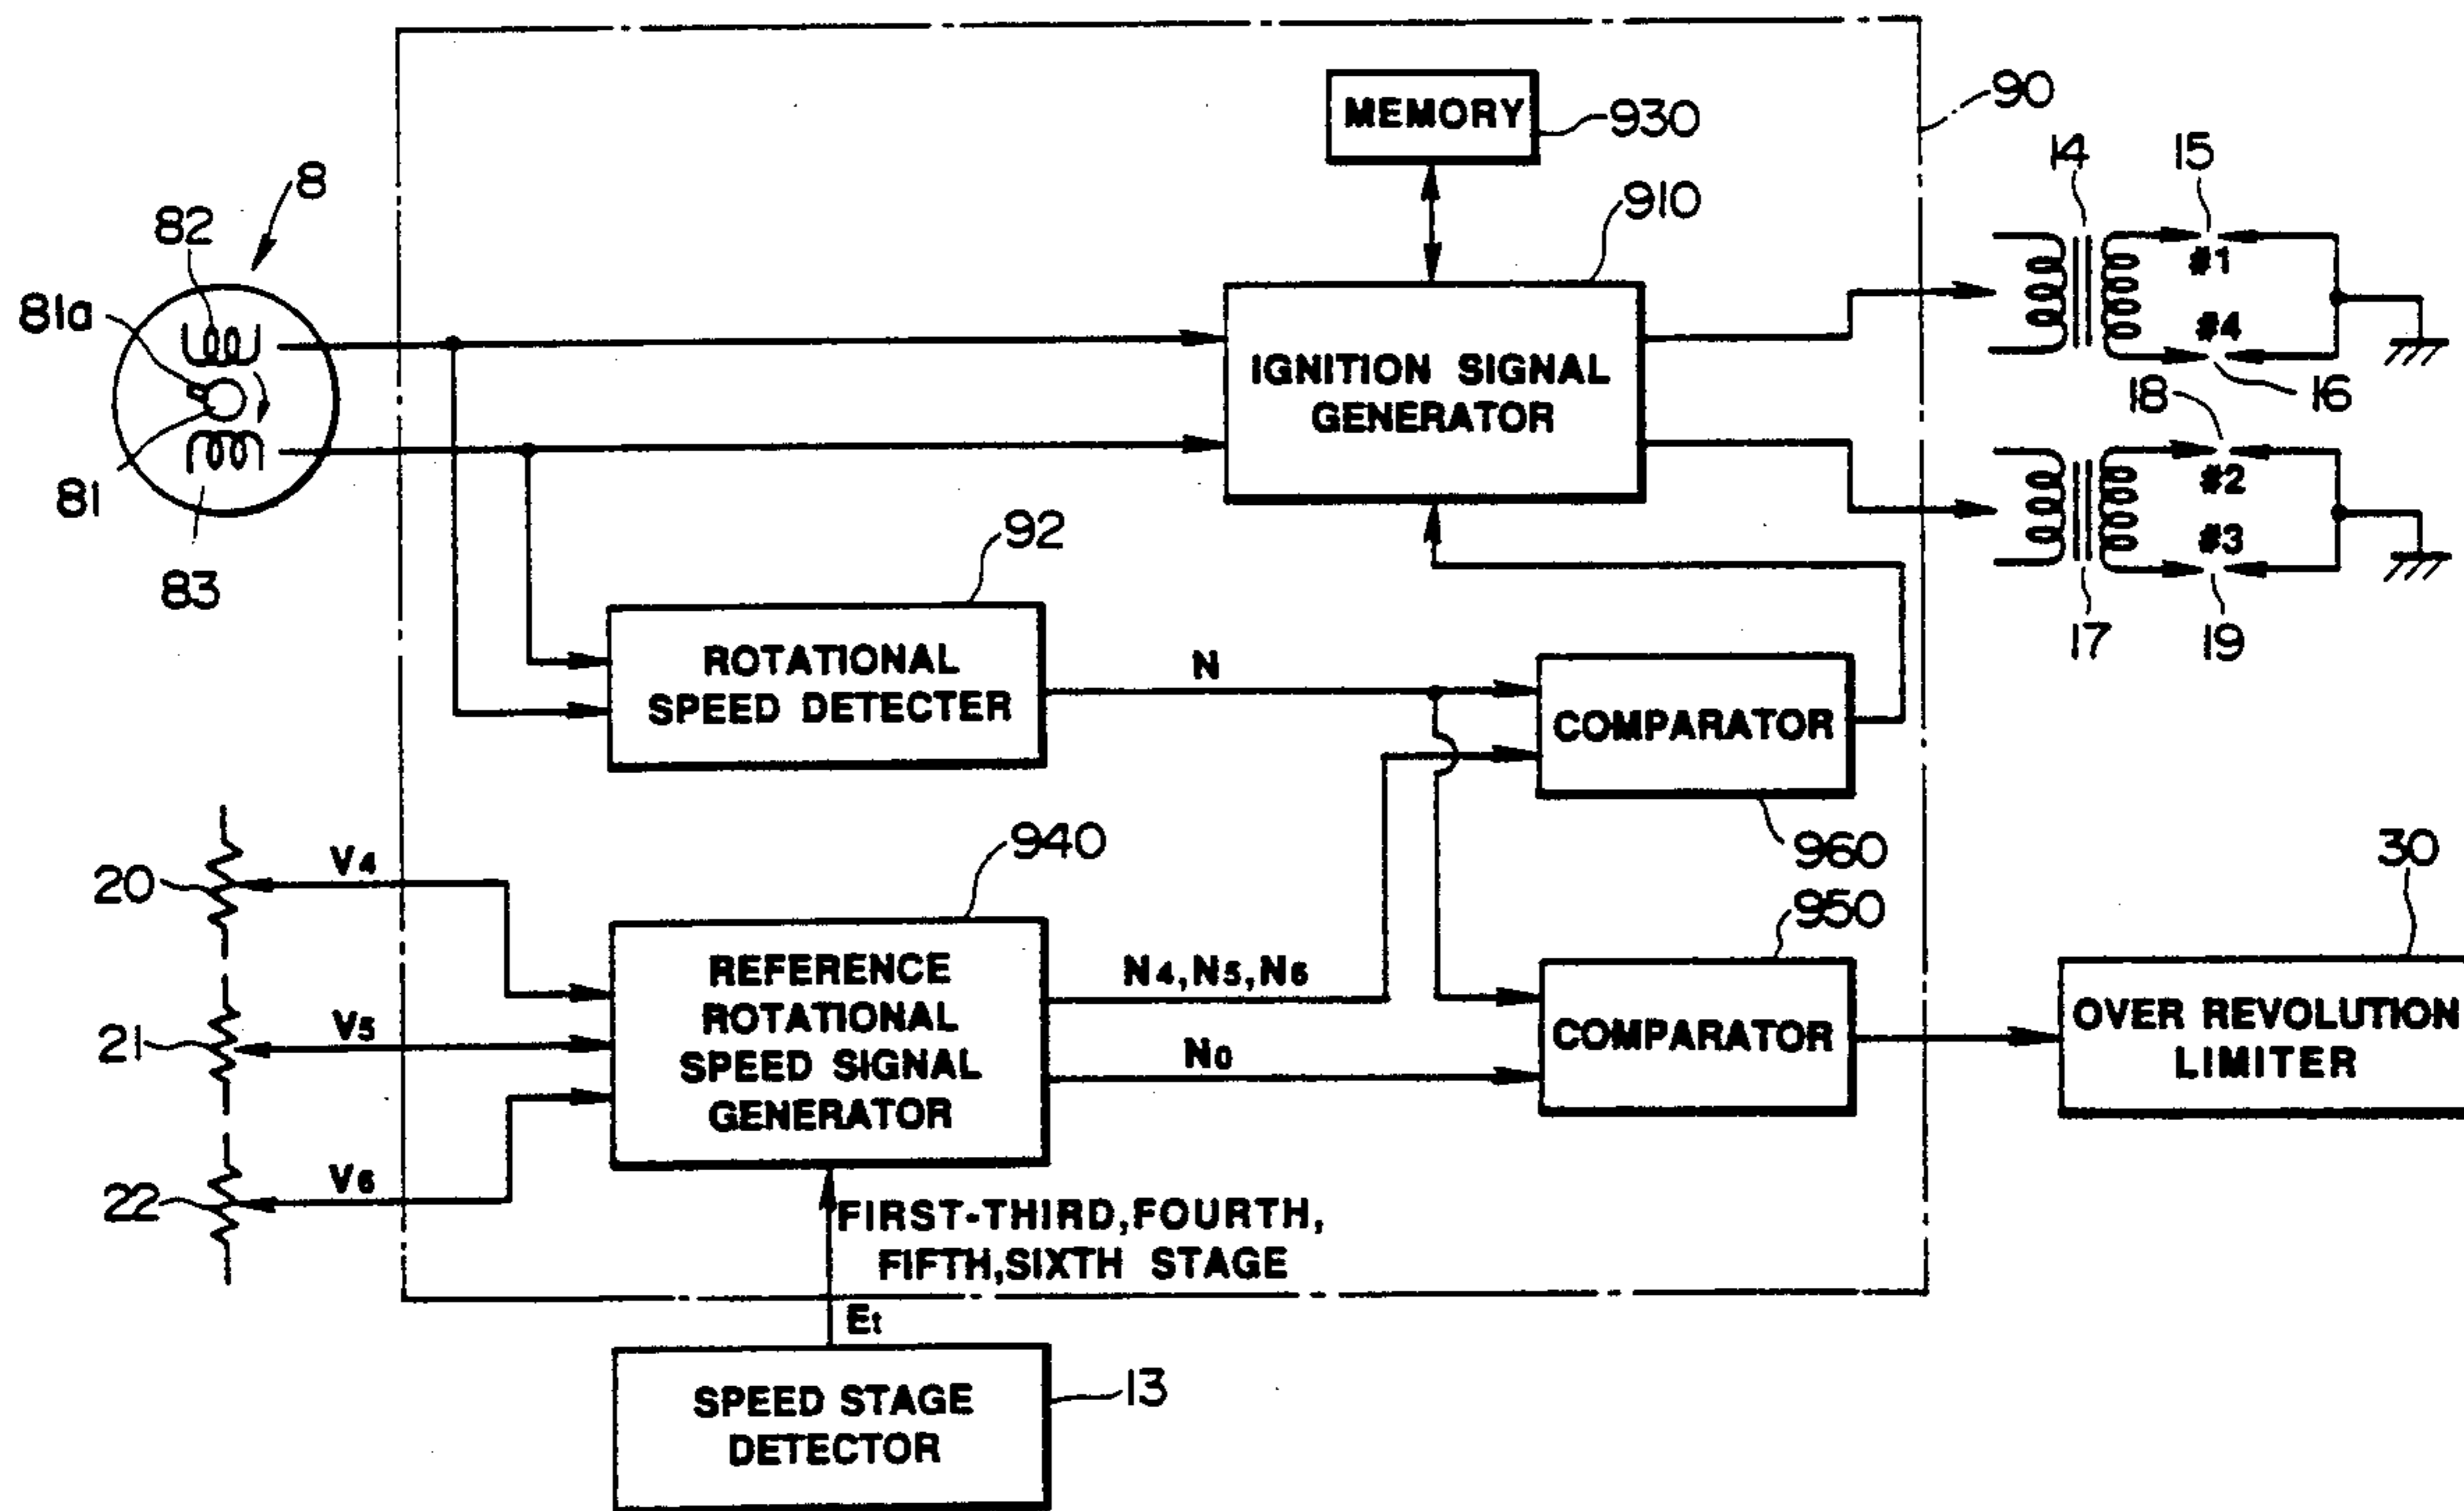 90
MEMORY
930
14
15
8
910
82
#1
81a
#4
IGNITION SIGNAL
GENERATOR
18
16
81
#2
92
#3
83
ROTATIONAL
SPEED DETECTER
N
17
19
COMPARATOR
940
960
30
20
V4
950
REFERENCE
ROTATIONAL
SPEED SIGNAL
GENERATOR
N4,N5,N6
OVER REVOLUTION
LIMITER
21
V5
N0
COMPARATOR
22
V6
FIRST-THIRD,FOURTH,
FIFTH,SIXTH STAGE
Et
SPEED STAGE
DETECTOR
13